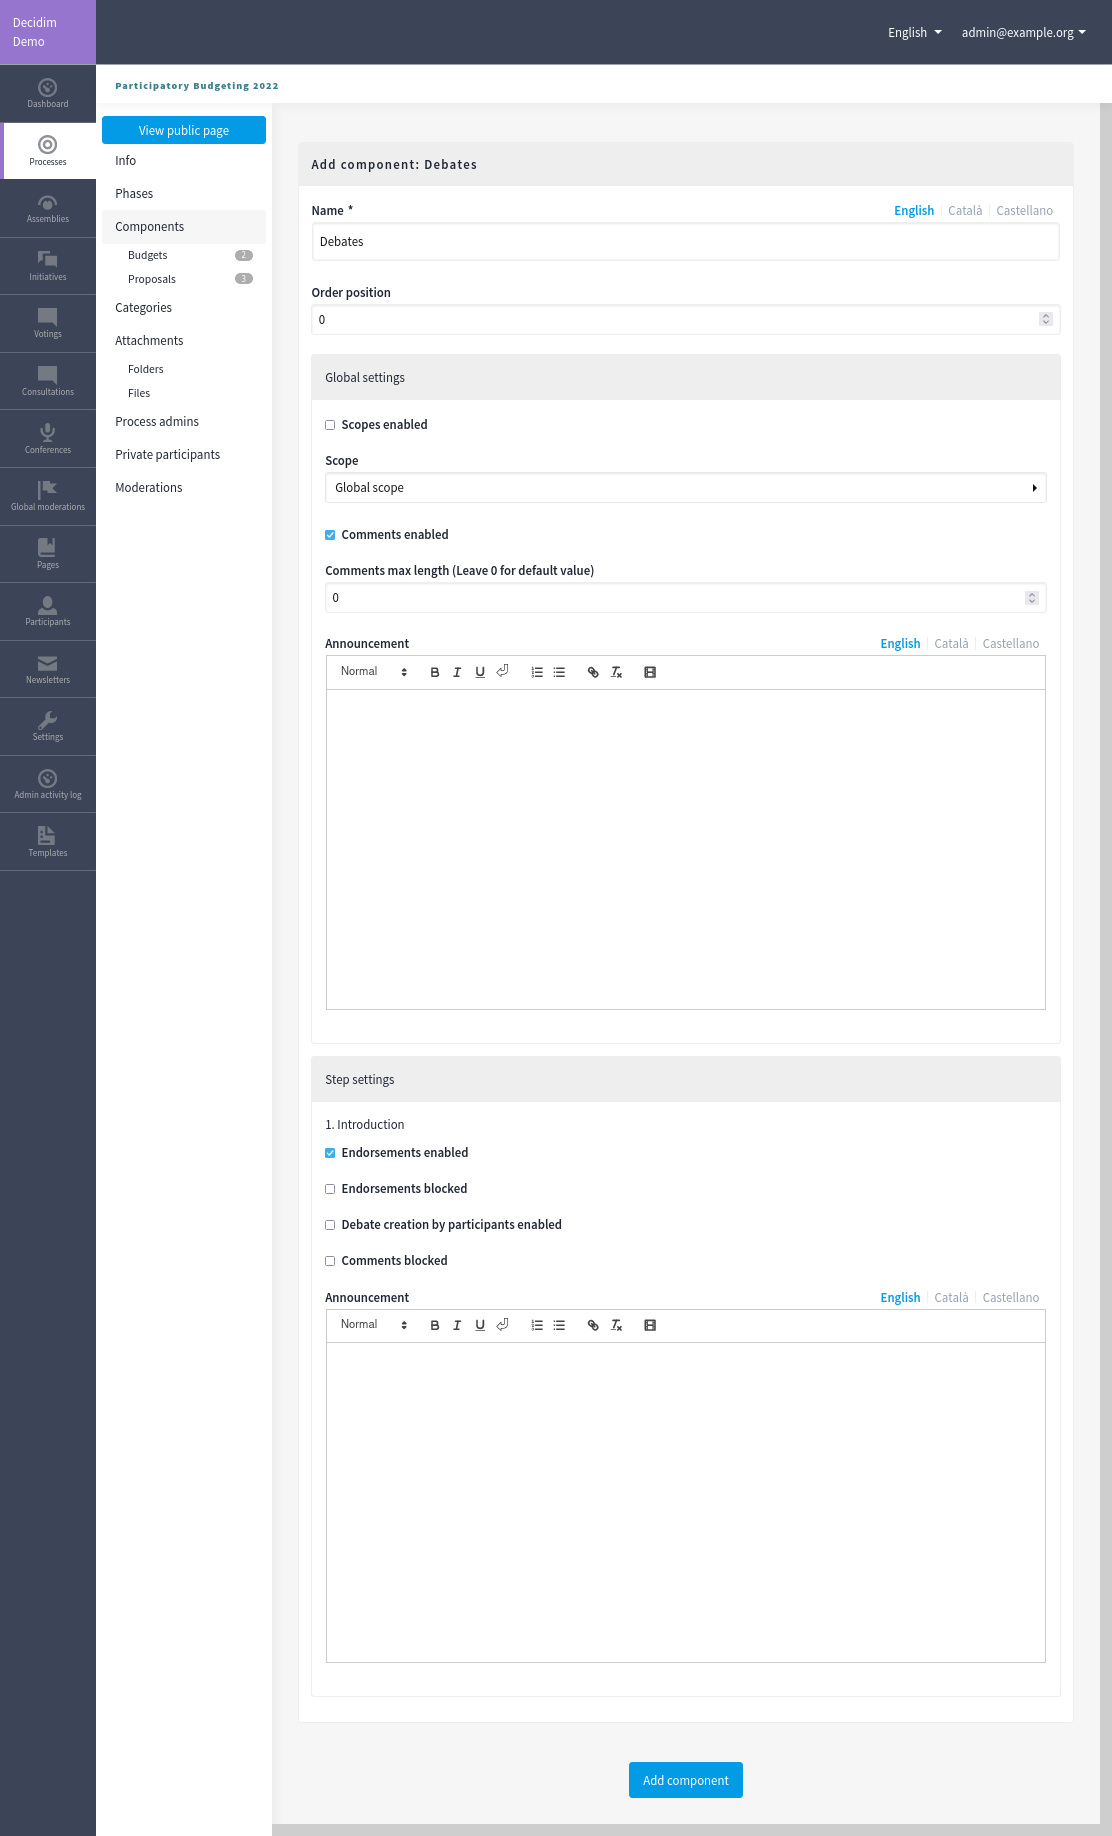 Decidim
Demo
English
admin@example.org
Participatory Budgeting 2022
Dashboard
Processes
Assemblies
Initiatives
Votings
Consultations
Conferences
Global moderations
Pages
Participants
Newsletters
Settings
Admin activity log
Templates
View public page
Info
Phases
Components
Budgets 2
Proposals 3
Categories
Attachments
Folders
Files
Process admins
Private participants
Moderations
Add component: Debates
Name * English Català Castellano
Debates
Order position
0
Global settings
Scopes enabled
Scope
Global scope
Comments enabled
Comments max length (Leave 0 for default value)
0
Announcement English Català Castellano
Normal B I U
Step settings
1. Introduction
Endorsements enabled
Endorsements blocked
Debate creation by participants enabled
Comments blocked
Announcement English Català Castellano
Normal B I U
Add component